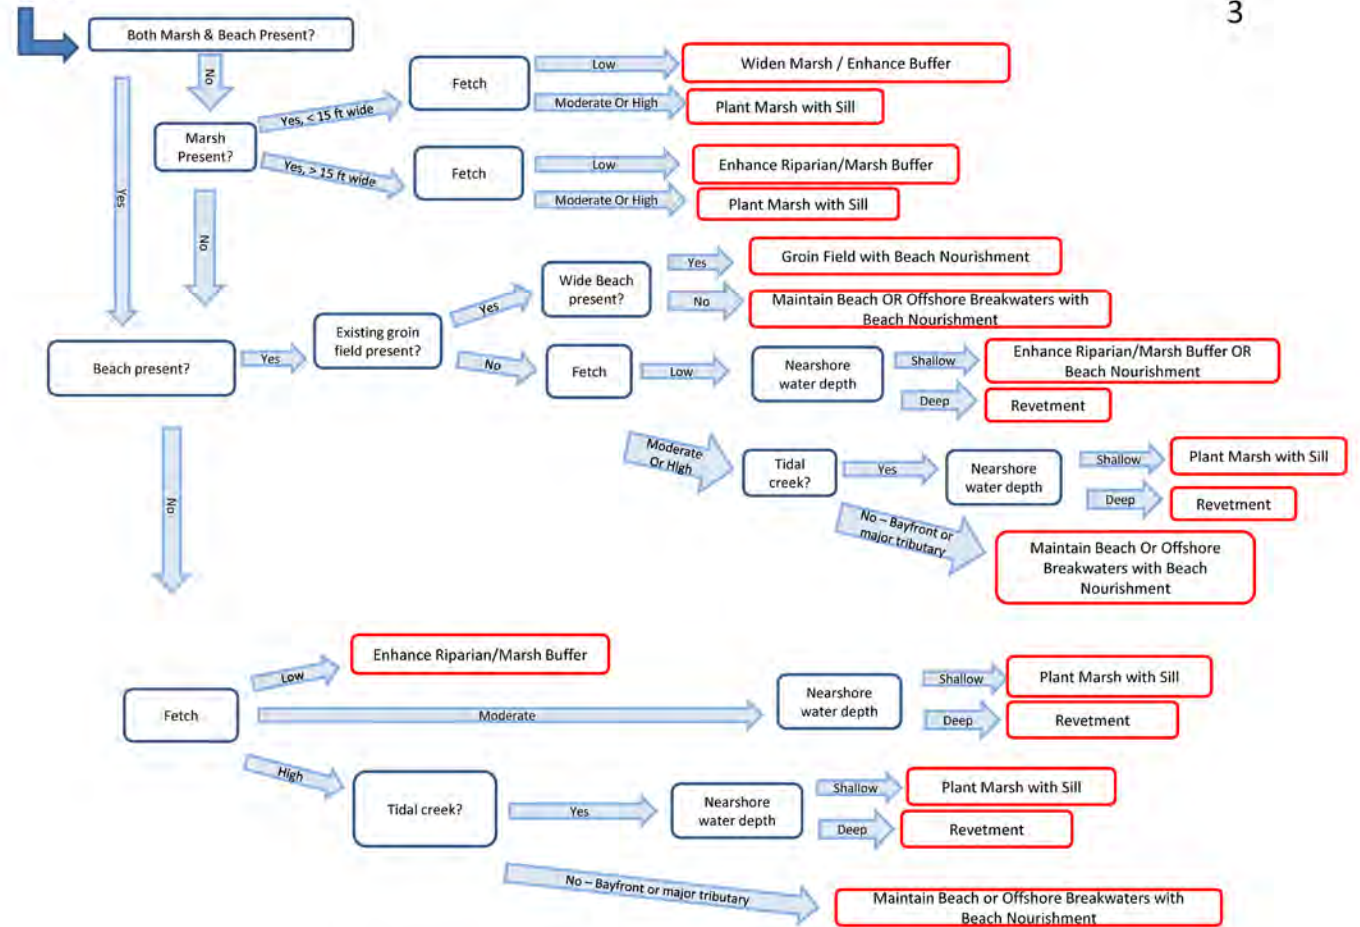 3
Both Marsh & Beach Present?
No
Yes
Marsh
Present?
Yes, < 15 ft wide
Fetch
Low
Widen Marsh / Enhance Buffer
Moderate Or High
Plant Marsh with Sill
Yes, > 15 ft wide
Fetch
Low
Enhance Riparian/Marsh Buffer
Moderate Or High
Plant Marsh with Sill
No
Beach present?
Yes
Existing groin
field present?
Yes
Wide Beach
present?
Yes
Groin Field with Beach Nourishment
No
Maintain Beach OR Offshore Breakwaters with
Beach Nourishment
No
Fetch
Low
Nearshore
water depth
Shallow
Enhance Riparian/Marsh Buffer OR
Beach Nourishment
Deep
Revetment
Moderate
Or High
Tidal
creek?
Yes
Nearshore
water depth
Shallow
Plant Marsh with Sill
Deep
Revetment
No – Bayfront or
major tributary
Maintain Beach Or Offshore
Breakwaters with Beach
Nourishment
No
Fetch
Low
Enhance Riparian/Marsh Buffer
Moderate
Nearshore
water depth
Shallow
Plant Marsh with Sill
Deep
Revetment
High
Tidal creek?
Yes
Nearshore
water depth
Shallow
Plant Marsh with Sill
Deep
Revetment
No – Bayfront or major tributary
Maintain Beach or Offshore Breakwaters with
Beach Nourishment